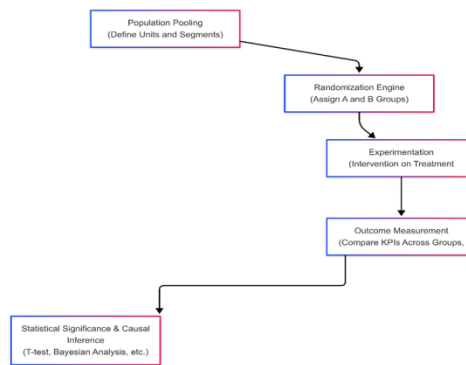 Population Pooling
(Define Units and Segments)
Randomization Engine
(Assign A and B Groups)
Experimentation
(Intervention on Treatment
Outcome Measurement
(Compare KPIs Across Groups,
Statistical Significance & Causal
Inference
(T-test, Bayesian Analysis, etc.)